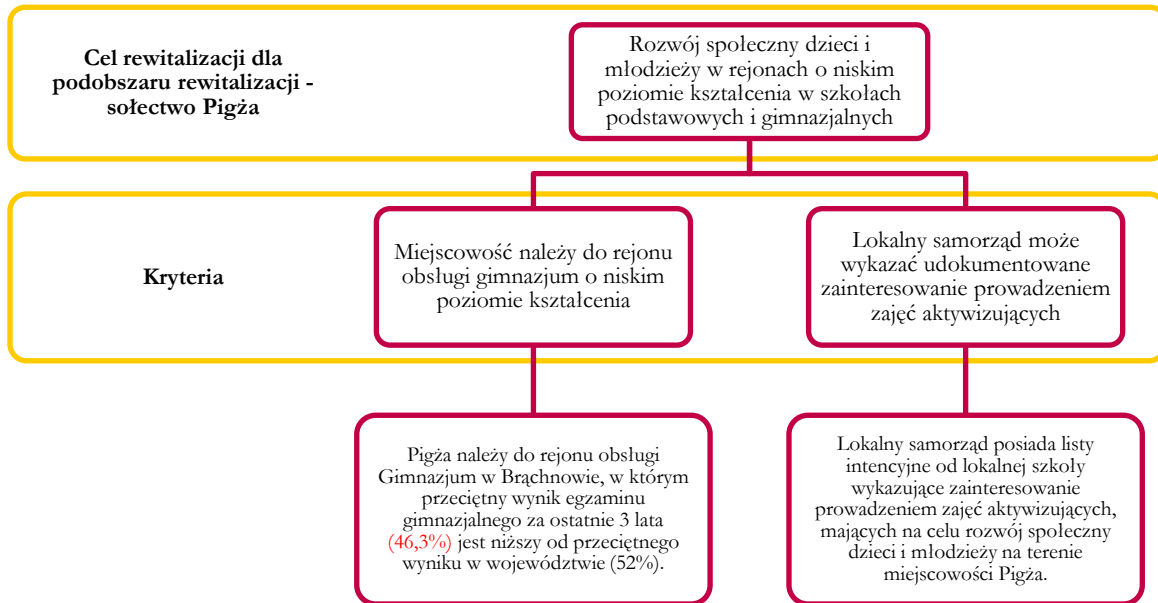 Cel rewitalizacji dla
podobszaru rewitalizacji -
sołectwo Pigża
Rozwój społeczny dzieci i
młodzieży w rejonach o niskim
poziomie kształcenia w szkołach
podstawowych i gimnazjalnych
Kryteria
Miejscowość należy do rejonu
obsługi gimnazjum o niskim
poziomie kształcenia
Lokalny samorząd może
wykazać udokumentowane
zainteresowanie prowadzeniem
zajęć aktywizujących
Pigża należy do rejonu obsługi
Gimnazjum w Brąchnowie, w którym
przeciętny wynik egzaminu
gimnazjalnego za ostatnie 3 lata
(46,3%) jest niższy od przeciętnego
wyniku w województwie (52%).
Lokalny samorząd posiada listy
intencyjne od lokalnej szkoły
wykazujące zainteresowanie
prowadzeniem zajęć aktywizujących,
mających na celu rozwój społeczny
dzieci i młodzieży na terenie
miejscowości Pigża.